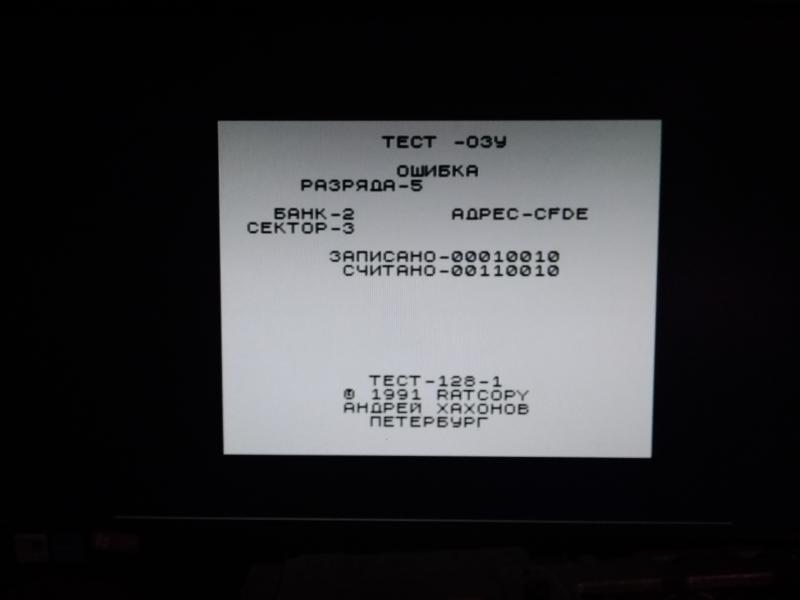 ТЕСТ -ОЗУ
ОШИБКА
РАЗРЯДА-5
БАНК-2 АДРЕС-CFDE
СЕКТОР-3
ЗАПИСАНО-00010010
СЧИТАНО-00110010
ТЕСТ-128-1
© 1991 RATCOPY
АНДРЕЙ ХАХОНОВ
ПЕТЕРБУРГ